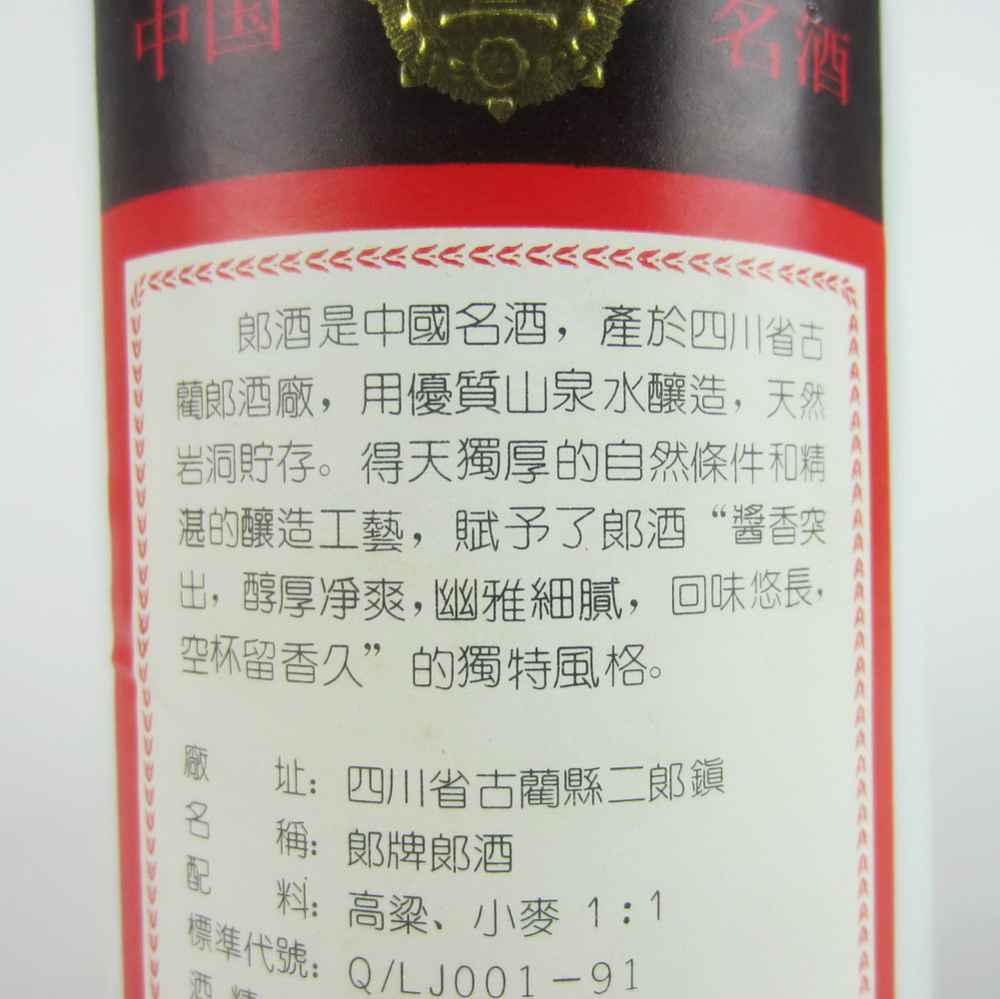 中国 名酒
郎酒是中國名酒，產於四川省古
藺郎酒廠，用優質山泉水釀造，天然
岩洞貯存。得天獨厚的自然條件和精
湛的釀造工藝，賦予了郎酒“醬香突
出，醇厚凈爽，幽雅細膩，回味悠長，
空杯留香久”的獨特風格。
廠 址：四川省古藺縣二郎鎮
名 稱：郎牌郎酒
配 料：高粱、小麥 1：1
標準代號：Q/LJ001－91
酒精